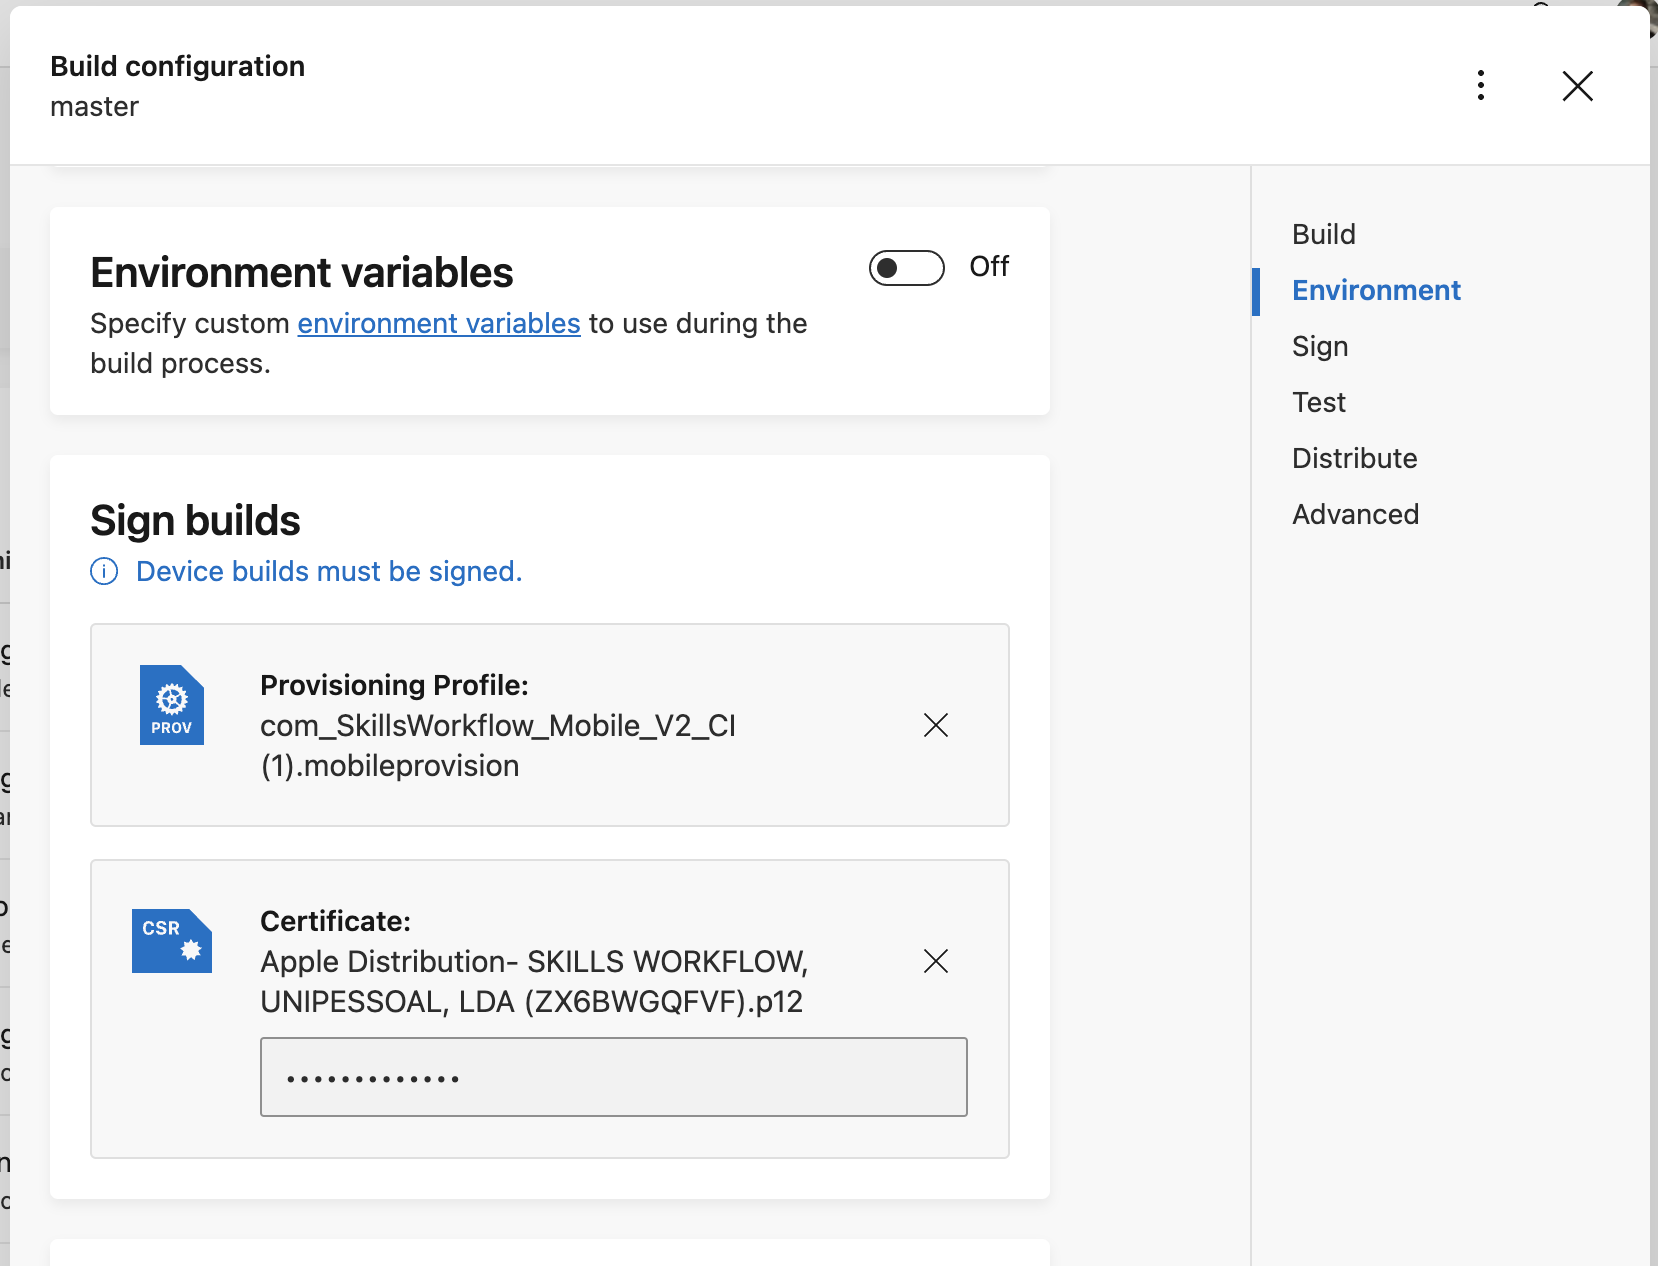 Build configuration
master
Environment variables
Off
Specify custom environment variables to use during the
build process.
Sign builds
Device builds must be signed.
PROV
Provisioning Profile:
com_SkillsWorkflow_Mobile_V2_CI
(1).mobileprovision
CSR
Certificate:
Apple Distribution- SKILLS WORKFLOW,
UNIPESSOAL, LDA (ZX6BWGQFVF).p12
•••••••••••••
Build
Environment
Sign
Test
Distribute
Advanced